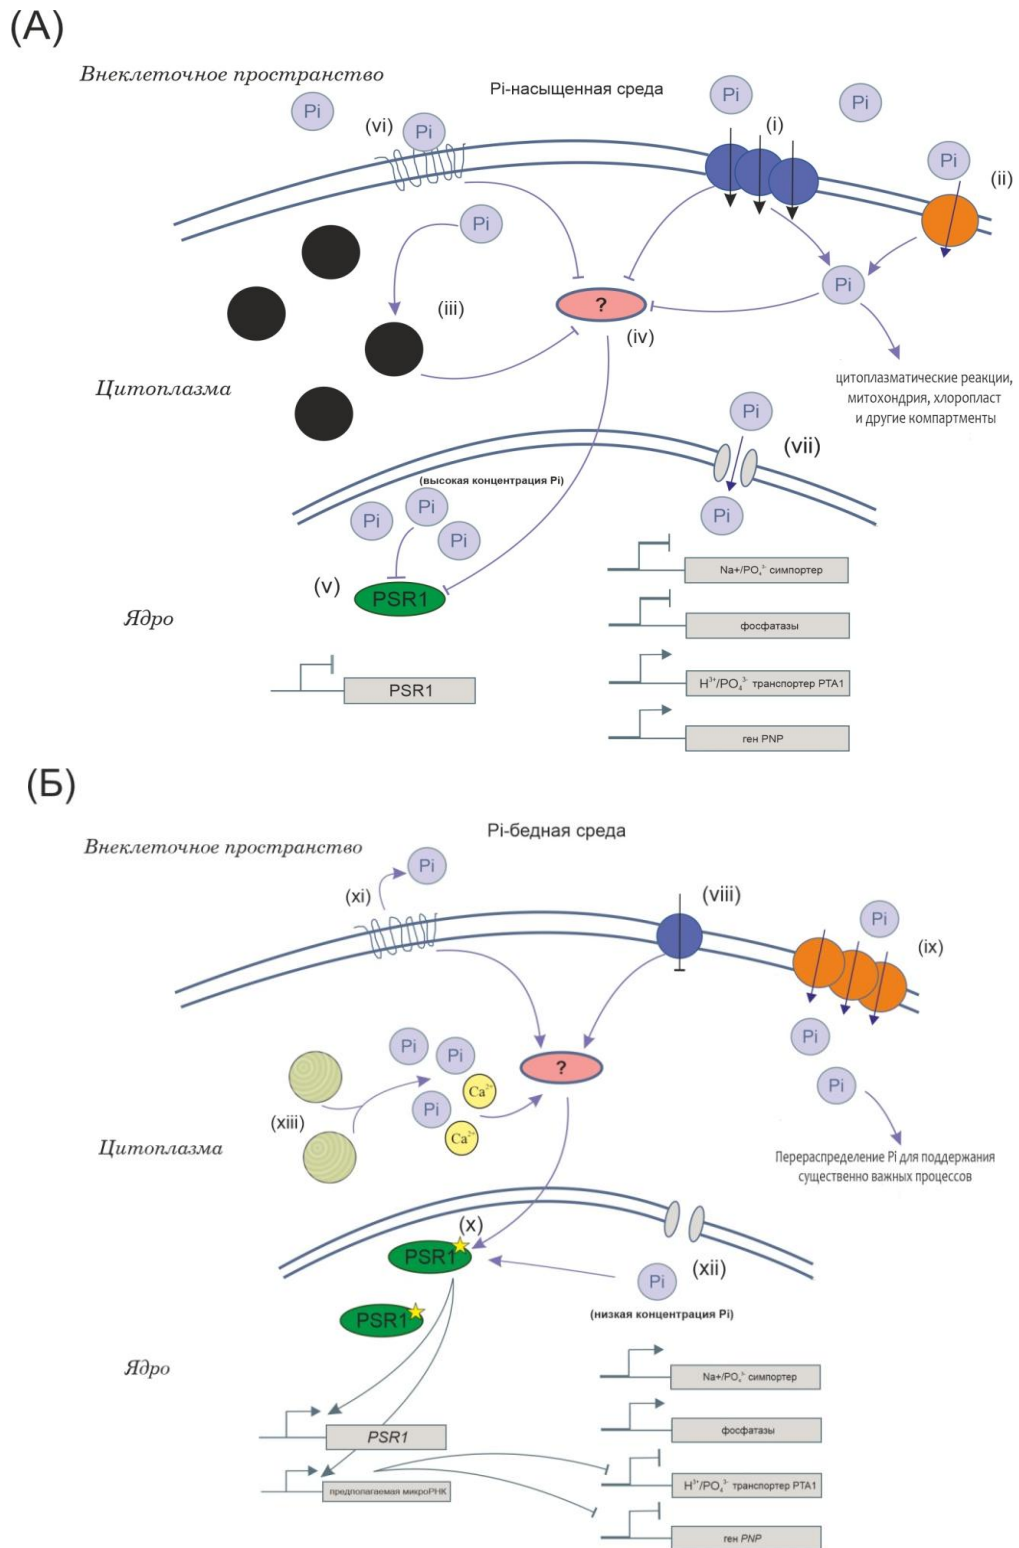 (А)
Внеклеточное пространство
Pi-насыщенная среда
Pi
Pi
Pi
(vi)
Pi
(i)
Pi
(ii)
Pi
Pi
?
(iii)
(iv)
Цитоплазма
цитоплазматические реакции,
митохондрия, хлоропласт
и другие компартменты
Pi
(vii)
(высокая концентрация Pi)
Pi
Pi
Pi
Pi
(v)
PSR1
Na+/PO₄³⁻ симпортер
Ядро
фосфатазы
PSR1
H³⁺/PO₄³⁻ транспортер PTA1
ген PNP
(Б)
Pi-бедная среда
Внеклеточное пространство
Pi
(xi)
(viii)
Pi
(ix)
Pi
Pi
Pi
?
Pi
Ca²⁺
Pi
(xiii)
Ca²⁺
Цитоплазма
Перераспределение Pi для поддержания
существенно важных процессов
(x)
PSR1
(xii)
Pi
(низкая концентрация Pi)
PSR1
Ядро
Na+/PO₄³⁻ симпортер
PSR1
фосфатазы
предполагаемая микроРНК
H³⁺/PO₄³⁻ транспортер PTA1
ген PNP